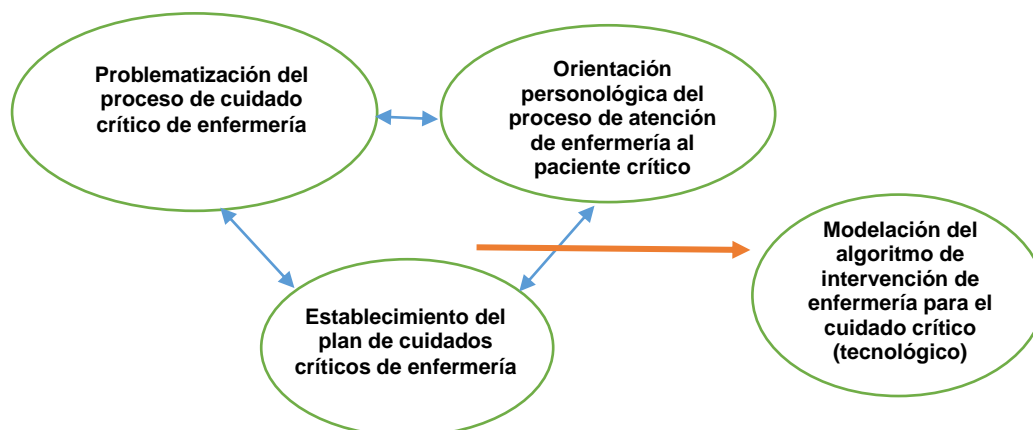 Problematización del
proceso de cuidado
crítico de enfermería
Orientación
personológica del
proceso de atención
de enfermería al
paciente crítico
Establecimiento del
plan de cuidados
críticos de enfermería
Modelación del
algoritmo de
intervención de
enfermería para el
cuidado crítico
(tecnológico)